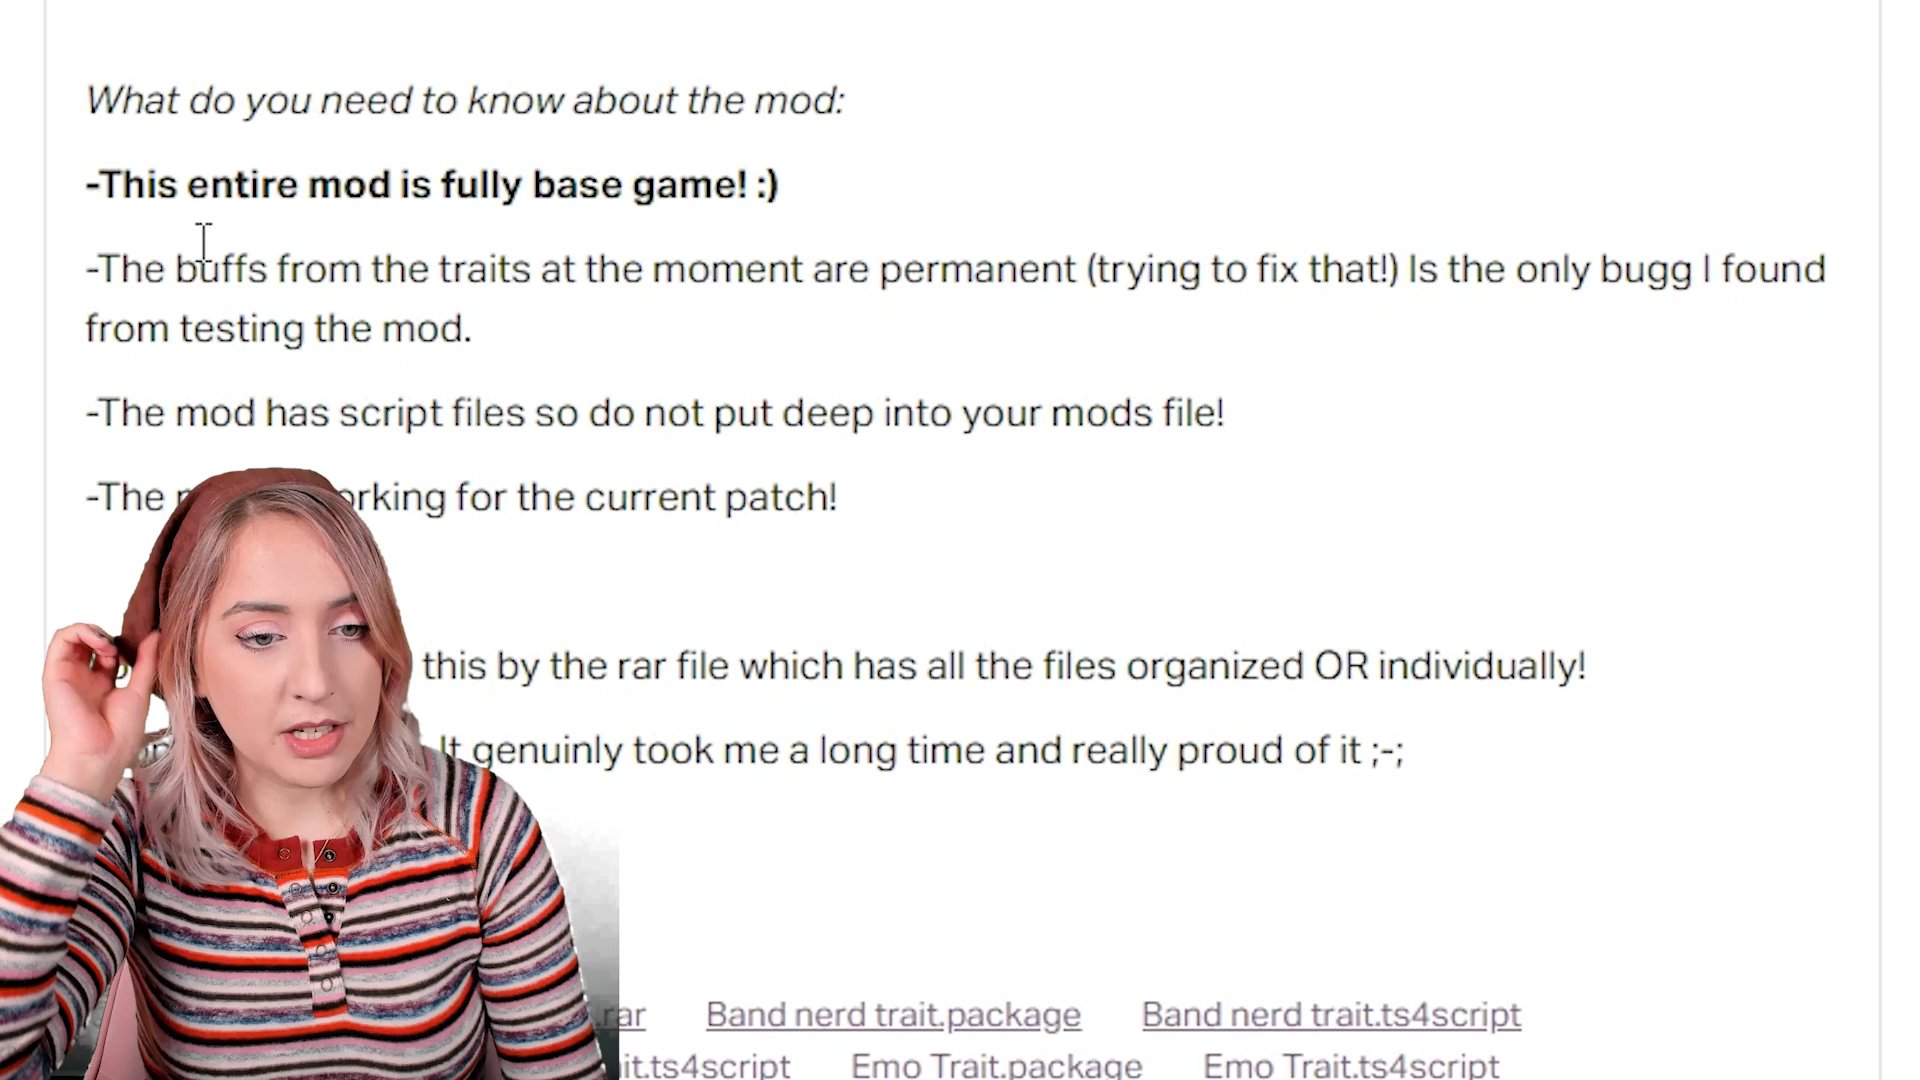 What do you need to know about the mod:
-This entire mod is fully base game! :)
-The buffs from the traits at the moment are permanent (trying to fix that!) Is the only bugg I found
from testing the mod.
-The mod has script files so do not put deep into your mods file!
-The orking for the current patch!
this by the rar file which has all the files organized OR individually!
It genuinly took me a long time and really proud of it ;-;
.rar Band nerd trait.package Band nerd trait.ts4script
it.ts4script Emo Trait.package Emo Trait.ts4script